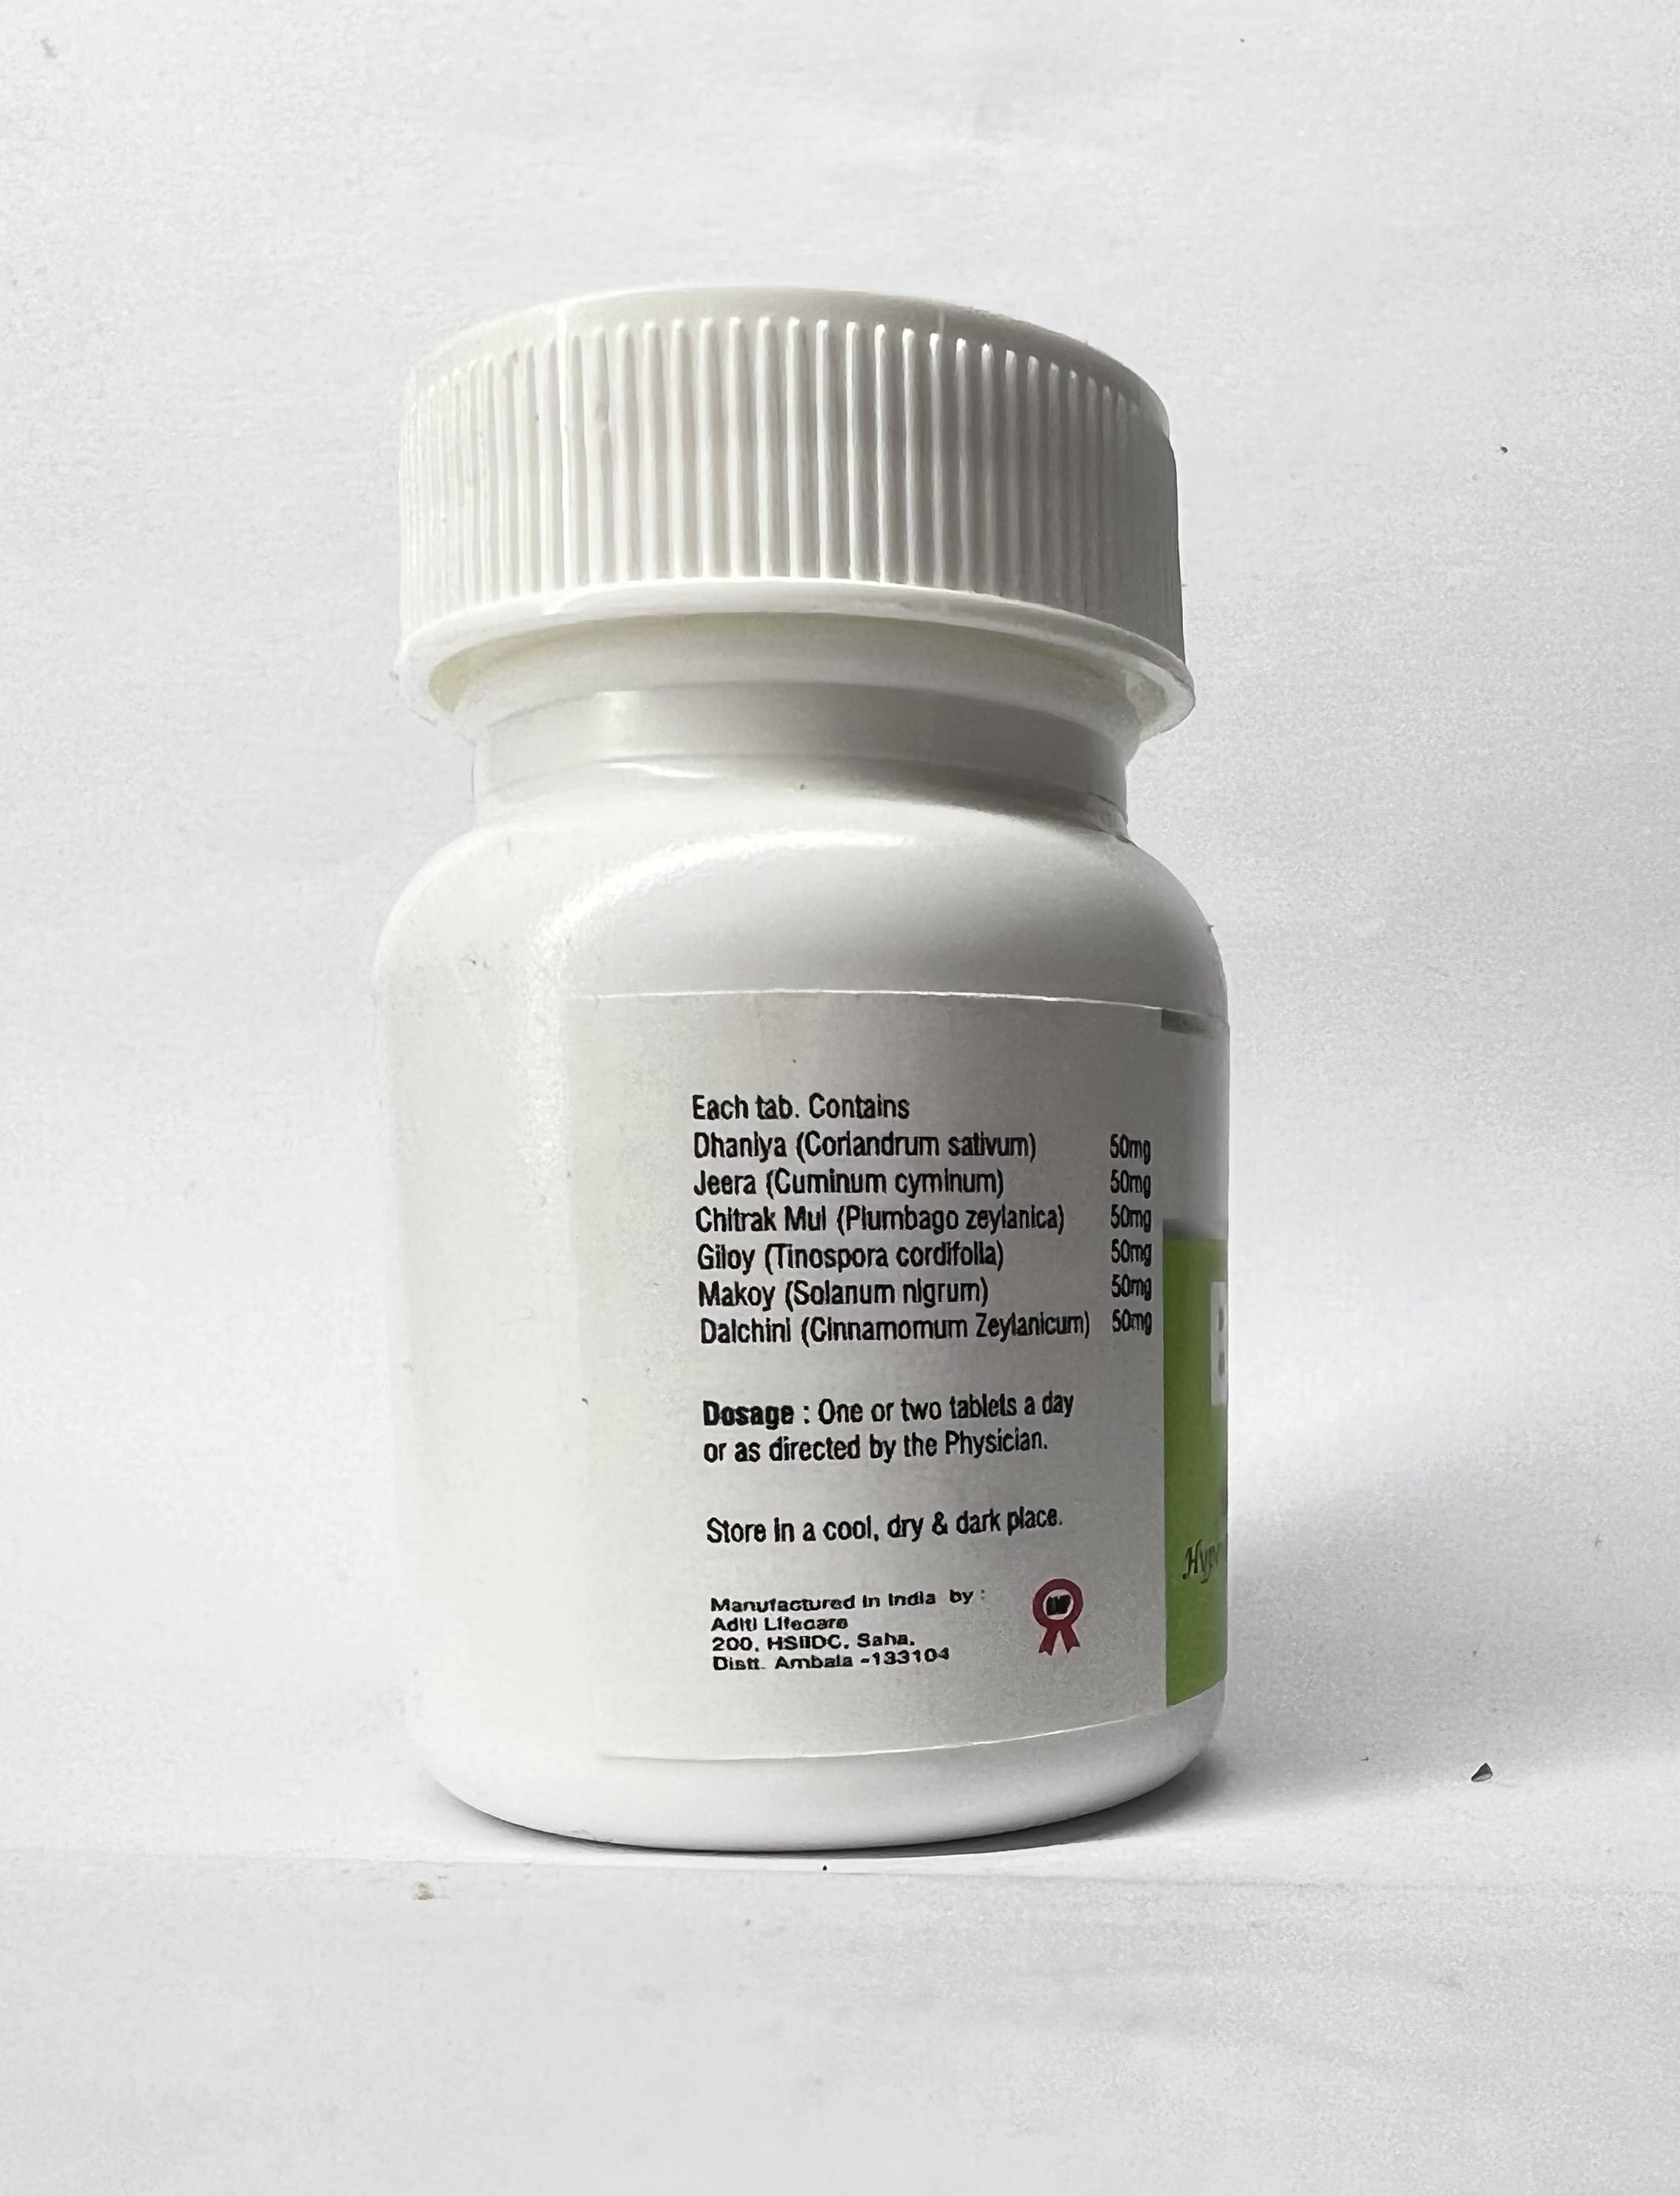 Each tab. Contains
Dhaniya (Coriandrum sativum) 50mg
Jeera (Cuminum cyminum) 50mg
Chitrak Mul (Plumbago zeylanica) 50mg
Giloy (Tinospora cordifolia) 50mg
Makoy (Solanum nigrum) 50mg
Dalchini (Cinnamomum Zeylanicum) 50mg
Dosage : One or two tablets a day
or as directed by the Physician.
Store in a cool, dry & dark place.
Manufactured in India by :
Aditi Lifecare
200, HSIIDC, Saha,
Distt. Ambala -133104